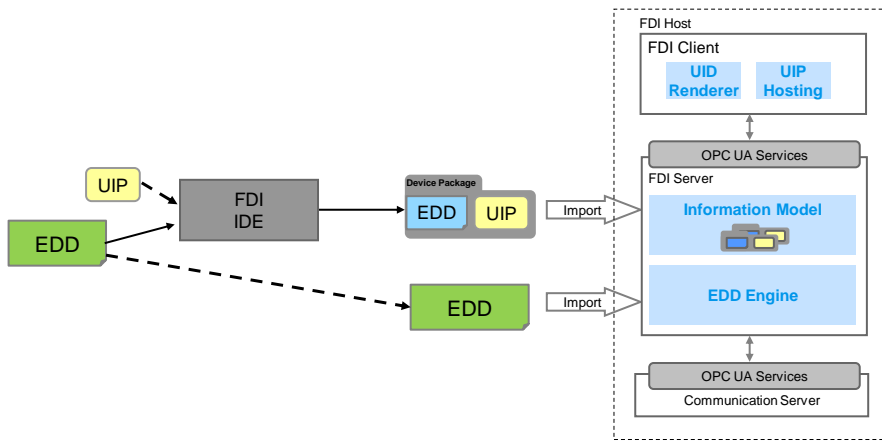 FDI Host
FDI Client
UID
Renderer
UIP
Hosting
OPC UA Services
FDI Server
UIP
FDI
IDE
Device Package
EDD
UIP
Import
Information Model
EDD
EDD
Import
EDD Engine
OPC UA Services
Communication Server